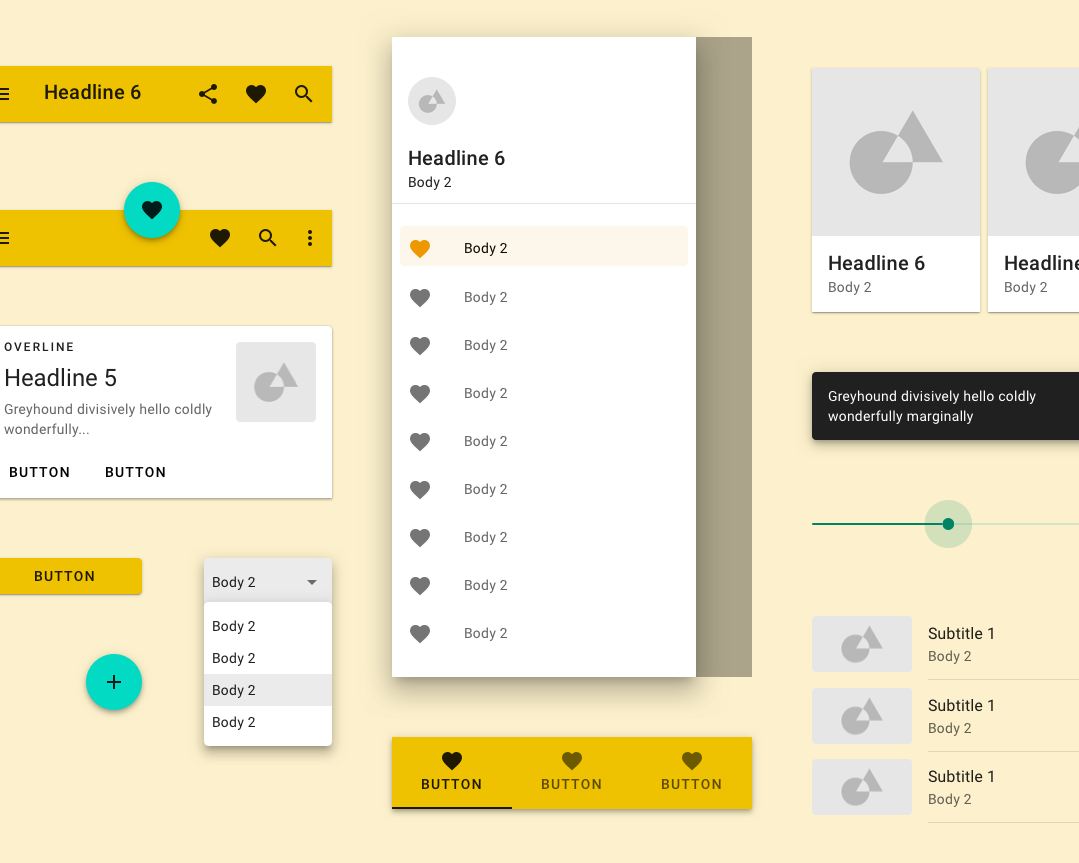 Headline 6
OVERLINE
Headline 5
Greyhound divisively hello coldly
wonderfully...
BUTTON BUTTON
BUTTON
Body 2
Body 2
Body 2
Body 2
Body 2
Headline 6
Body 2
Body 2
Body 2
Body 2
Body 2
Body 2
Body 2
Body 2
Body 2
Body 2
BUTTON BUTTON BUTTON
Headline 6
Body 2
Headline
Body 2
Greyhound divisively hello coldly
wonderfully marginally
Subtitle 1
Body 2
Subtitle 1
Body 2
Subtitle 1
Body 2